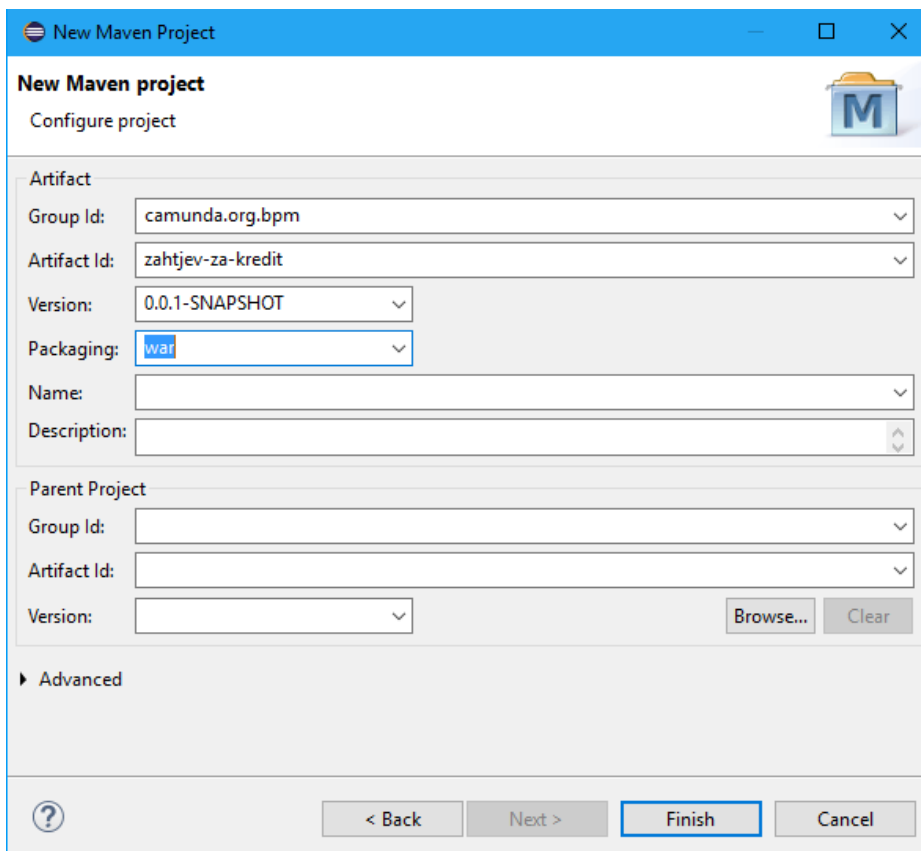 New Maven Project
New Maven project
Configure project
M
Artifact
Group Id: camunda.org.bpm
Artifact Id: zahtjev-za-kredit
Version: 0.0.1-SNAPSHOT
Packaging: war
Name:
Description:
Parent Project
Group Id:
Artifact Id:
Version: Browse... Clear
Advanced
? < Back Next > Finish Cancel